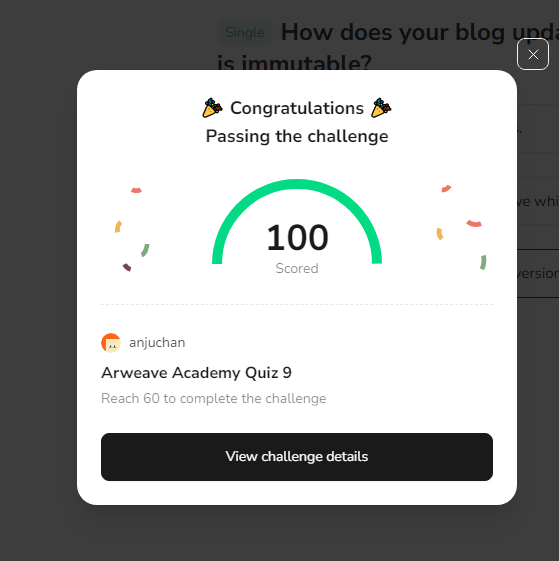 Single How does your blog upda
is immutable?
🎉 Congratulations 🎉
Passing the challenge
ve whi
100
Scored
version
anjuchan
Arweave Academy Quiz 9
Reach 60 to complete the challenge
View challenge details